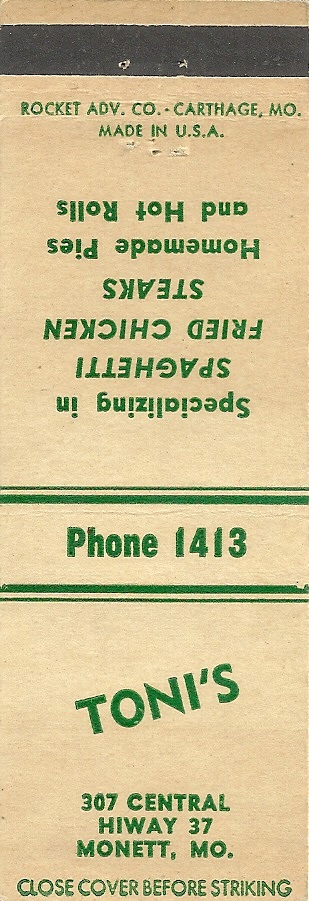 ROCKET ADV. CO. - CARTHAGE, MO.
MADE IN U.S.A.
Specializing in
SPAGHETTI
FRIED CHICKEN
STEAKS
Homemade Pies
and Hot Rolls
Phone 1413
TONI'S
307 CENTRAL
HIWAY 37
MONETT, MO.
CLOSE COVER BEFORE STRIKING